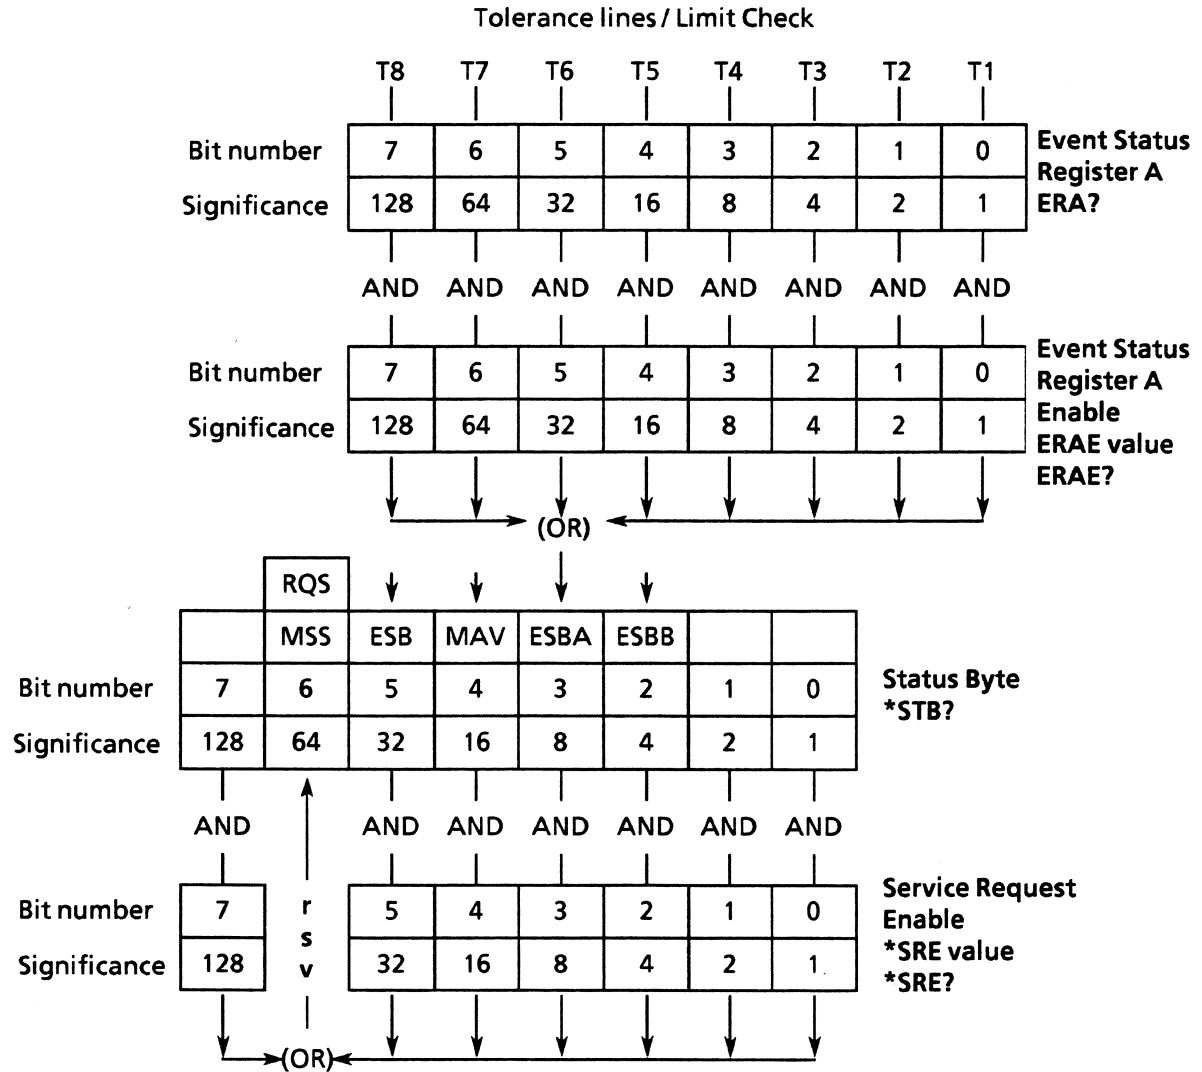 Tolerance lines / Limit Check
T8 T7 T6 T5 T4 T3 T2 T1
Bit number 7 6 5 4 3 2 1 0
Significance 128 64 32 16 8 4 2 1
Event Status
Register A
ERA?
AND AND AND AND AND AND AND AND
Bit number 7 6 5 4 3 2 1 0
Significance 128 64 32 16 8 4 2 1
Event Status
Register A
Enable
ERAE value
ERAE?
(OR)
RQS
MSS ESB MAV ESBA ESBB
Bit number 7 6 5 4 3 2 1 0
Significance 128 64 32 16 8 4 2 1
Status Byte
*STB?
AND AND AND AND AND AND AND
Bit number 7 5 4 3 2 1 0
Significance 128 32 16 8 4 2 1
r
s
v
Service Request
Enable
*SRE value
*SRE?
(OR)